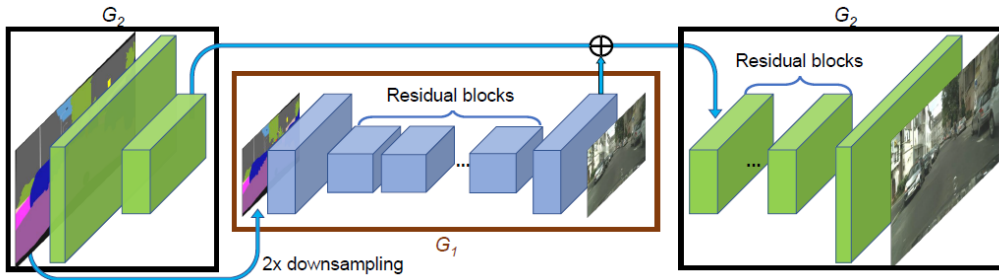 G2
G2
Residual blocks
Residual blocks
...
...
G1
2x downsampling